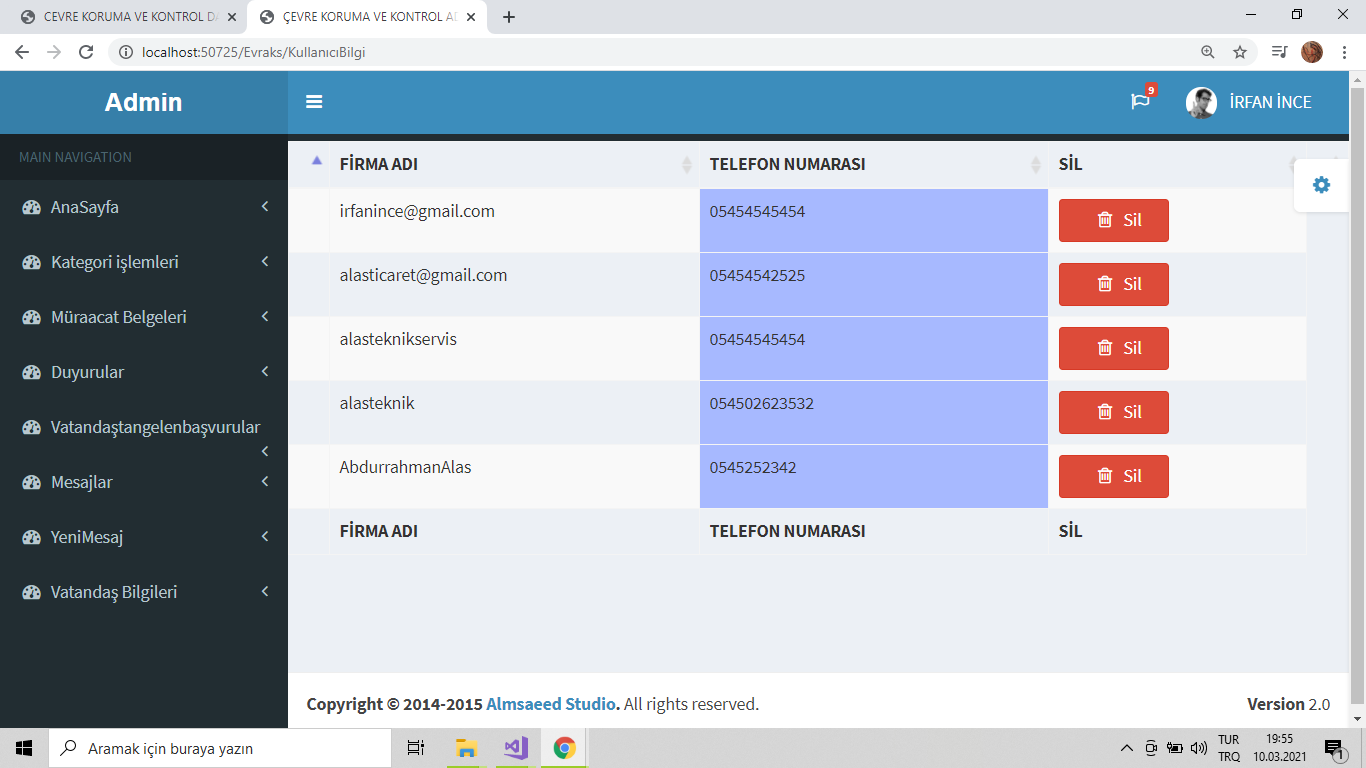 CEVRE KORUMA VE KONTROL DA
ÇEVRE KORUMA VE KONTROL AD
localhost:50725/Evraks/KullanıcıBilgi
Admin
9
İRFAN İNCE
MAIN NAVIGATION
AnaSayfa
Kategori işlemleri
Müraacat Belgeleri
Duyurular
Vatandaştangelenbaşvurular
Mesajlar
YeniMesaj
Vatandaş Bilgileri
FİRMA ADI TELEFON NUMARASI SİL
irfanince@gmail.com 05454545454 Sil
alasticaret@gmail.com 05454542525 Sil
alasteknikservis 05454545454 Sil
alasteknik 054502623532 Sil
AbdurrahmanAlas 0545252342 Sil
FİRMA ADI TELEFON NUMARASI SİL
Copyright © 2014-2015 Almsaeed Studio. All rights reserved. Version 2.0
Aramak için buraya yazın
TUR
TRQ
19:55
10.03.2021
1